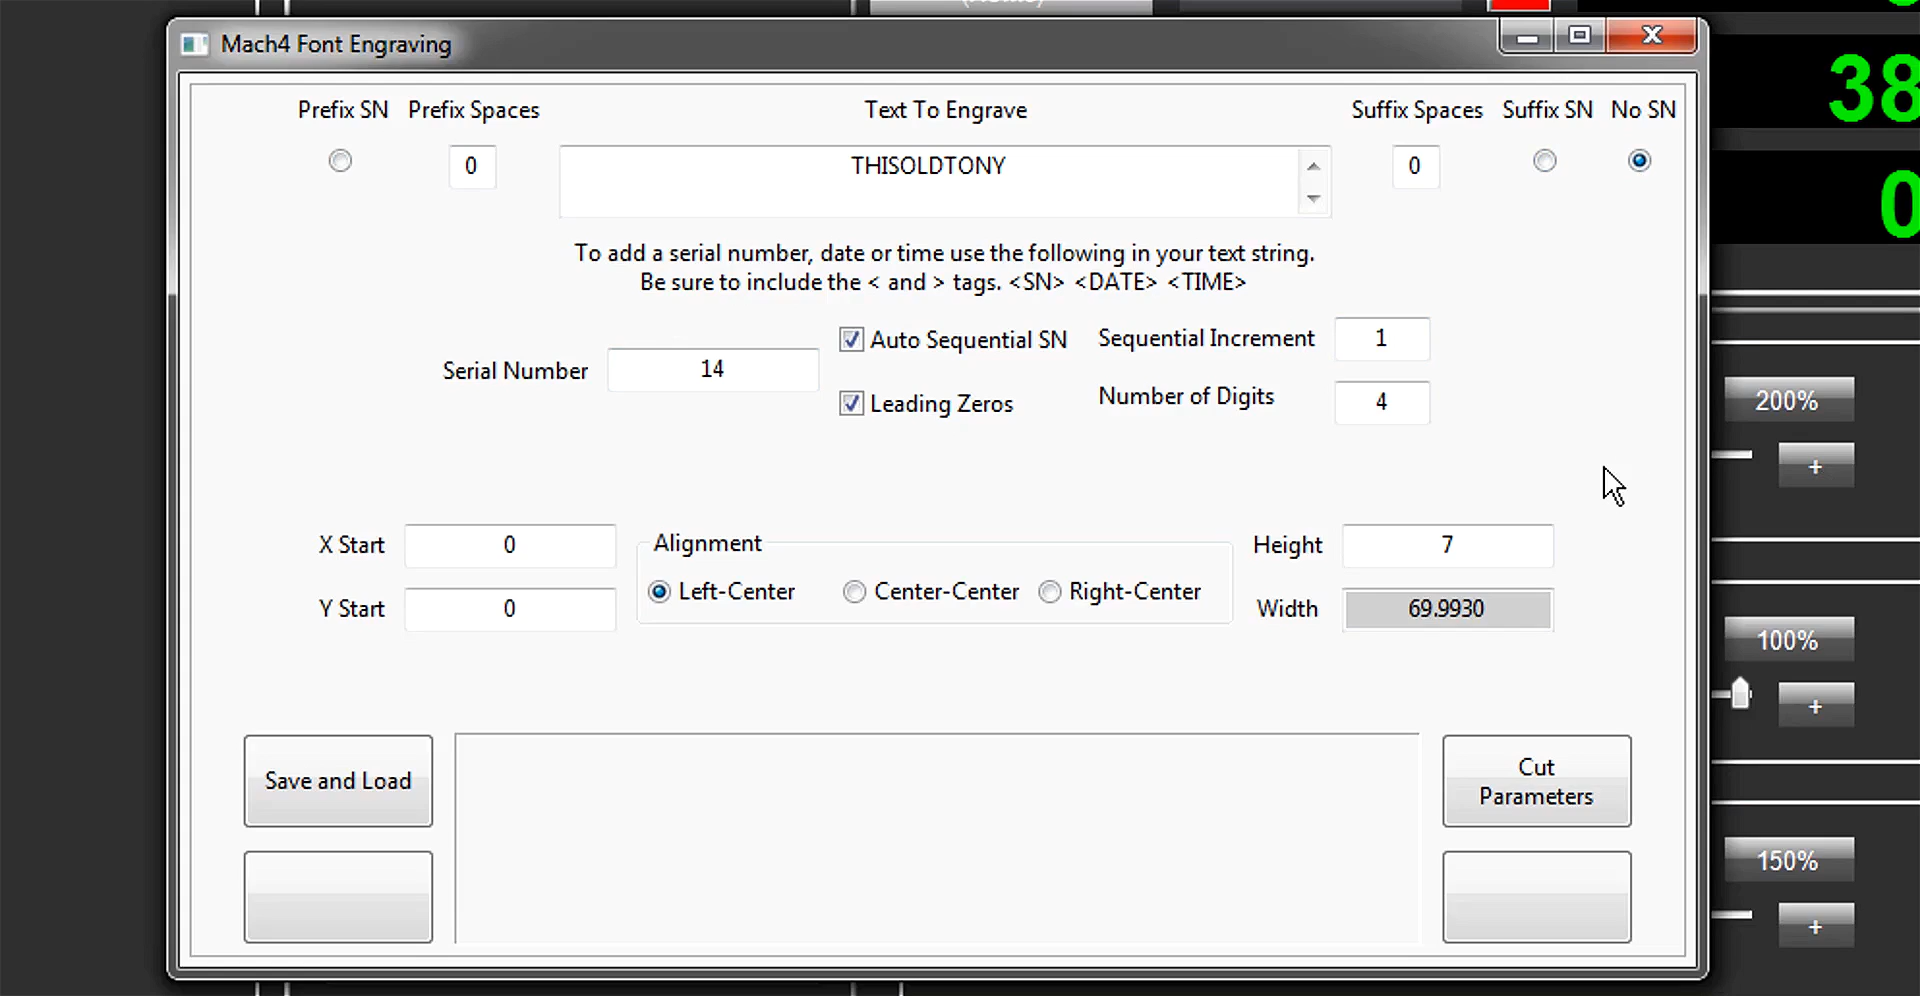 Mach4 Font Engraving
38
0
Prefix SN Prefix Spaces Text To Engrave Suffix Spaces Suffix SN No SN
0 THISOLDTONY 0
To add a serial number, date or time use the following in your text string.
Be sure to include the < and > tags. <SN> <DATE> <TIME>
Serial Number 14
Auto Sequential SN Sequential Increment 1
Leading Zeros Number of Digits 4
X Start 0
Y Start 0
Alignment
Left-Center Center-Center Right-Center
Height 7
Width 69.9930
Save and Load
Cut
Parameters
200%
+
100%
+
150%
+